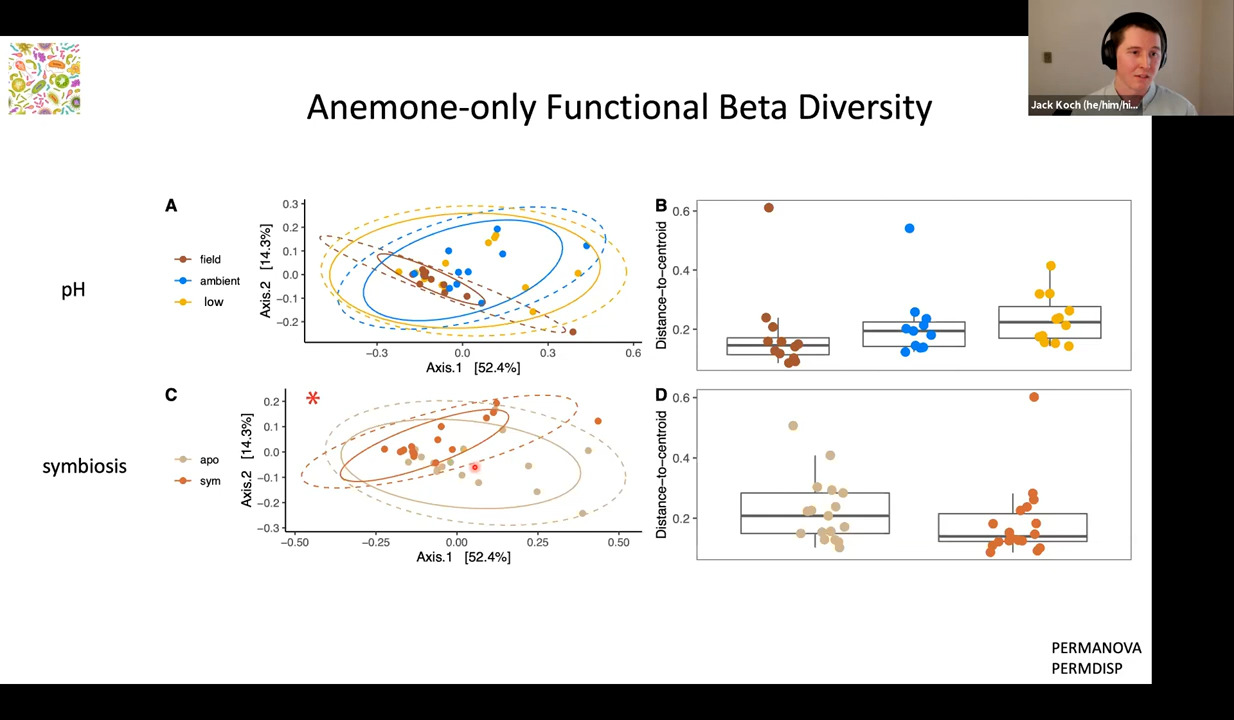 Jack Koch (he/him/hi...
Anemone-only Functional Beta Diversity
pH
A
field
ambient
low
0.3
0.2
0.1
0.0
−0.1
−0.2
Axis.2 [14.3%]
−0.3
0.0
0.3
0.6
Axis.1 [52.4%]
B
0.6
0.4
0.2
Distance−to−centroid
symbiosis
C
*
apo
sym
0.2
0.1
0.0
−0.1
−0.2
−0.3
Axis.2 [14.3%]
−0.50
−0.25
0.00
0.25
0.50
Axis.1 [52.4%]
D
0.6
0.4
0.2
Distance−to−centroid
PERMANOVA
PERMDISP